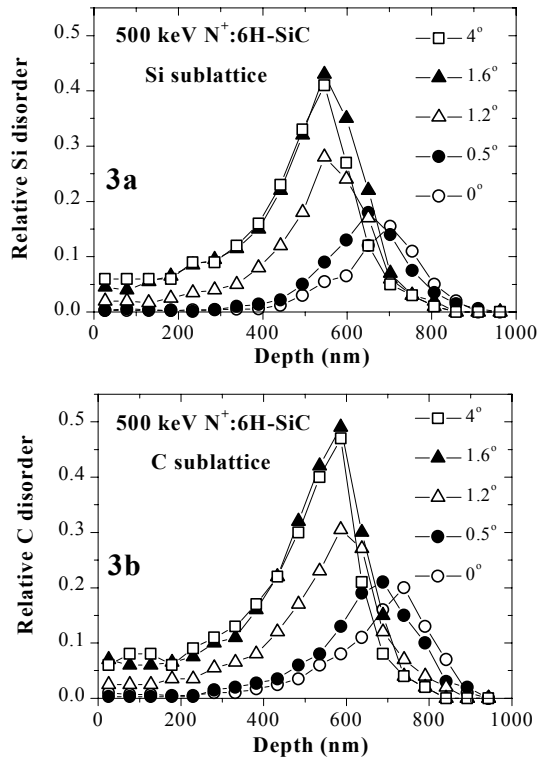 500 keV N⁺:6H-SiC
Si sublattice
3a
4°
1.6°
1.2°
0.5°
0°
Relative Si disorder
0.5
0.4
0.3
0.2
0.1
0.0
0 200 400 600 800 1000
Depth (nm)
500 keV N⁺:6H-SiC
C sublattice
3b
4°
1.6°
1.2°
0.5°
0°
Relative C disorder
0.5
0.4
0.3
0.2
0.1
0.0
0 200 400 600 800 1000
Depth (nm)